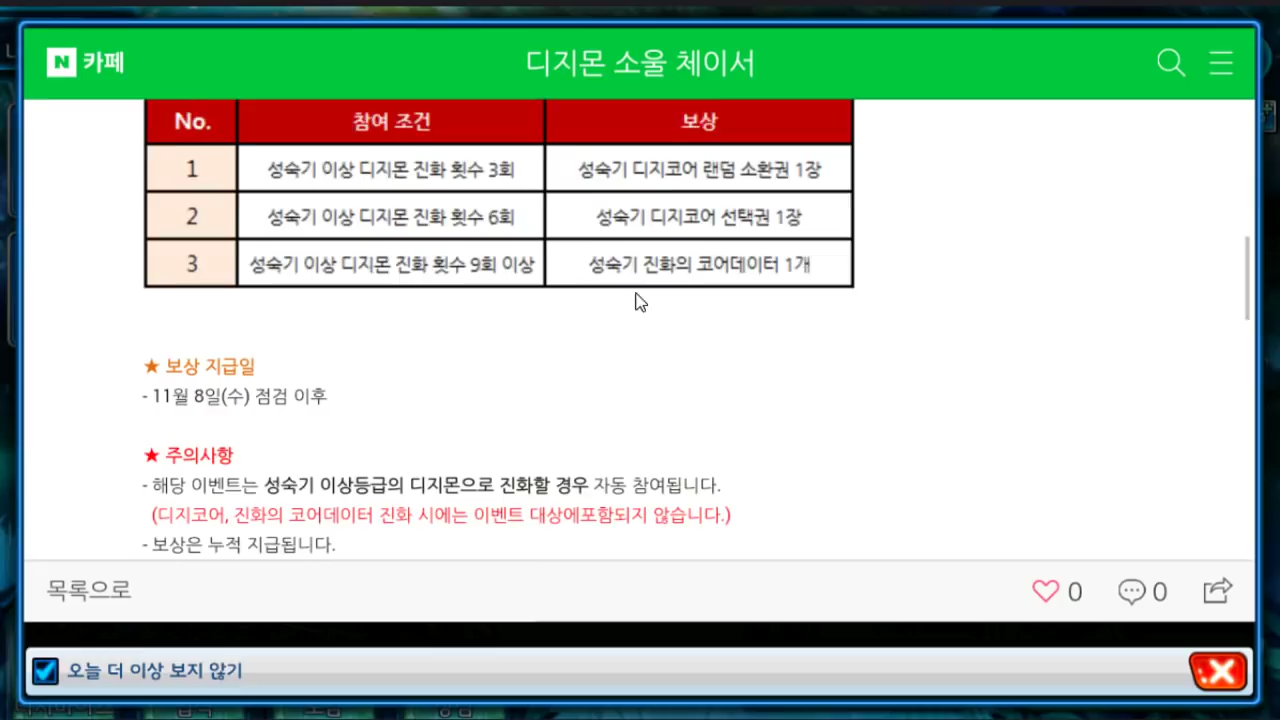 N 카페
디지몬 소울 체이서
No. 참여 조건 보상
1 성숙기 이상 디지몬 진화 횟수 3회 성숙기 디지코어 랜덤 소환권 1장
2 성숙기 이상 디지몬 진화 횟수 6회 성숙기 디지코어 선택권 1장
3 성숙기 이상 디지몬 진화 횟수 9회 이상 성숙기 진화의 코어데이터 1개
★ 보상 지급일
- 11월 8일(수) 점검 이후
★ 주의사항
- 해당 이벤트는 성숙기 이상등급의 디지몬으로 진화할 경우 자동 참여됩니다.
(디지코어, 진화의 코어데이터 진화 시에는 이벤트 대상에포함되지 않습니다.)
- 보상은 누적 지급됩니다.
목록으로 0 0
오늘 더 이상 보지 않기